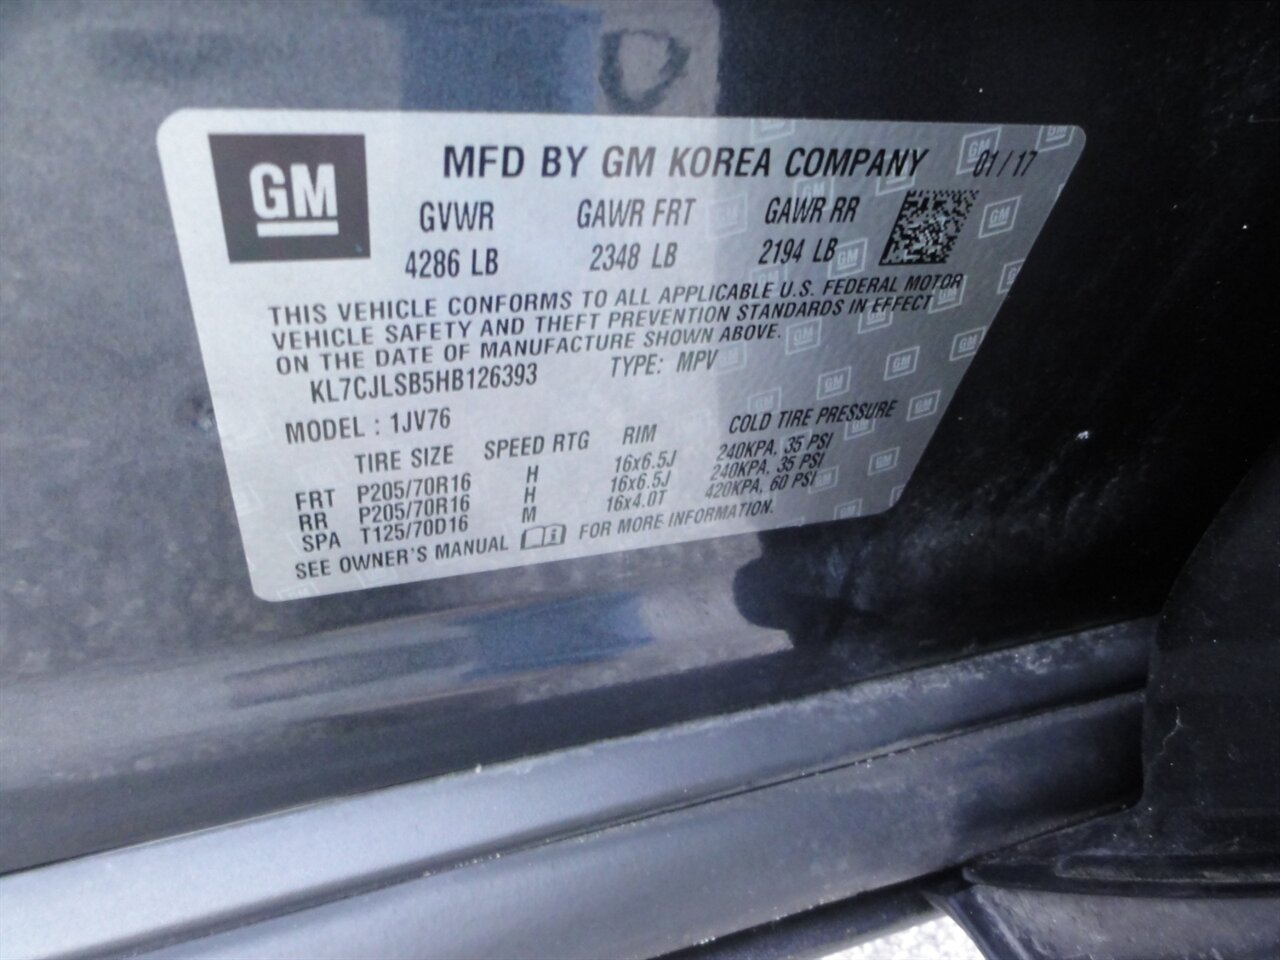 GM
MFD BY GM KOREA COMPANY 01/17
GVWR GAWR FRT GAWR RR
4286 LB 2348 LB 2194 LB
THIS VEHICLE CONFORMS TO ALL APPLICABLE U.S. FEDERAL MOTOR
VEHICLE SAFETY AND THEFT PREVENTION STANDARDS IN EFFECT
ON THE DATE OF MANUFACTURE SHOWN ABOVE.
KL7CJLSB5HB126393 TYPE: MPV
MODEL : 1JV76
TIRE SIZE SPEED RTG RIM COLD TIRE PRESSURE
FRT P205/70R16 H 16x6.5J 240KPA, 35 PSI
RR P205/70R16 H 16x6.5J 240KPA, 35 PSI
SPA T125/70D16 M 16x4.0T 420KPA, 60 PSI
SEE OWNER'S MANUAL FOR MORE INFORMATION.